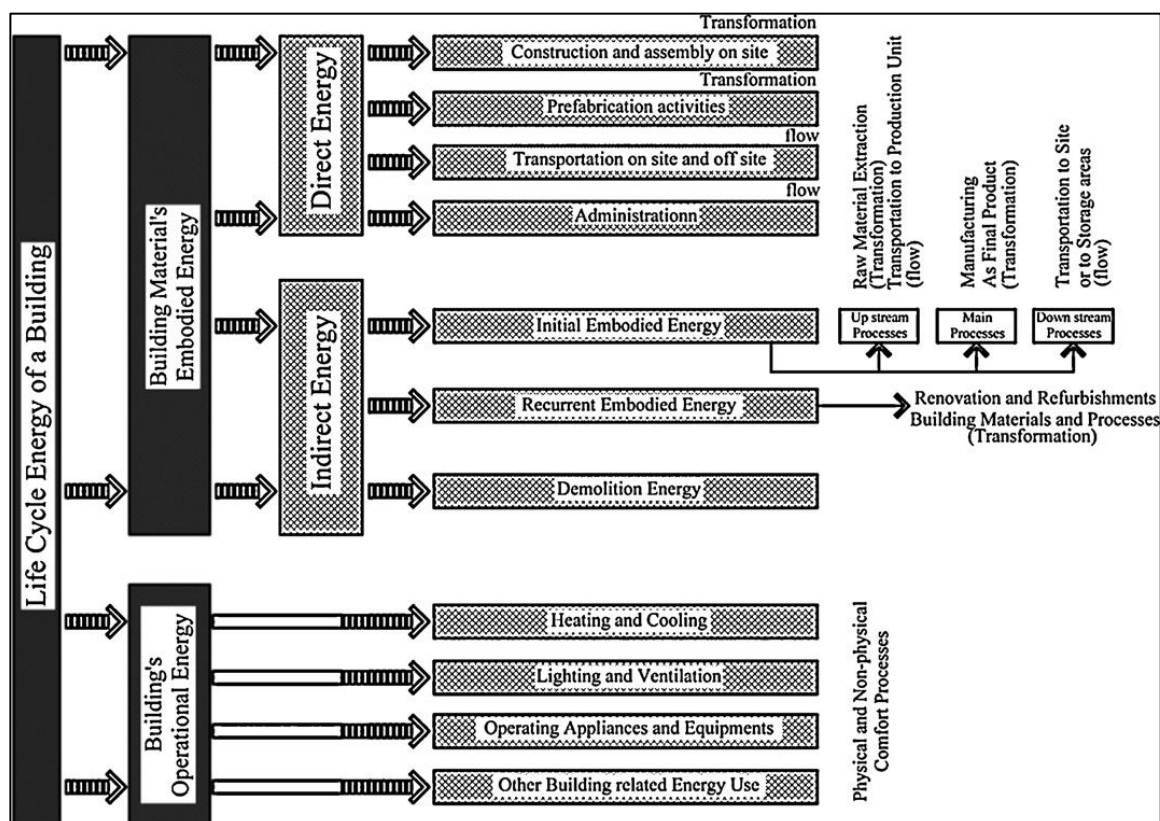 Life Cycle Energy of a Building
Building Material's
Embodied Energy
Building's
Operational Energy
Direct Energy
Indirect Energy
Transformation
Construction and assembly on site
Transformation
Prefabrication activities
flow
Transportation on site and off site
flow
Administrationn
Initial Embodied Energy
Recurrent Embodied Energy
Demolition Energy
Raw Material Extraction
(Transformation)
Transportation to Production Unit
(flow)
Manufacturing
As Final Product
(Transformation)
Transportation to Site
or to Storage areas
(flow)
Up stream
Processes
Main
Processes
Down stream
Processes
Renovation and Refurbishments
Building Materials and Processes
(Transformation)
Heating and Cooling
Lighting and Ventilation
Operating Appliances and Equipments
Other Building related Energy Use
Physical and Non-physical
Comfort Processes